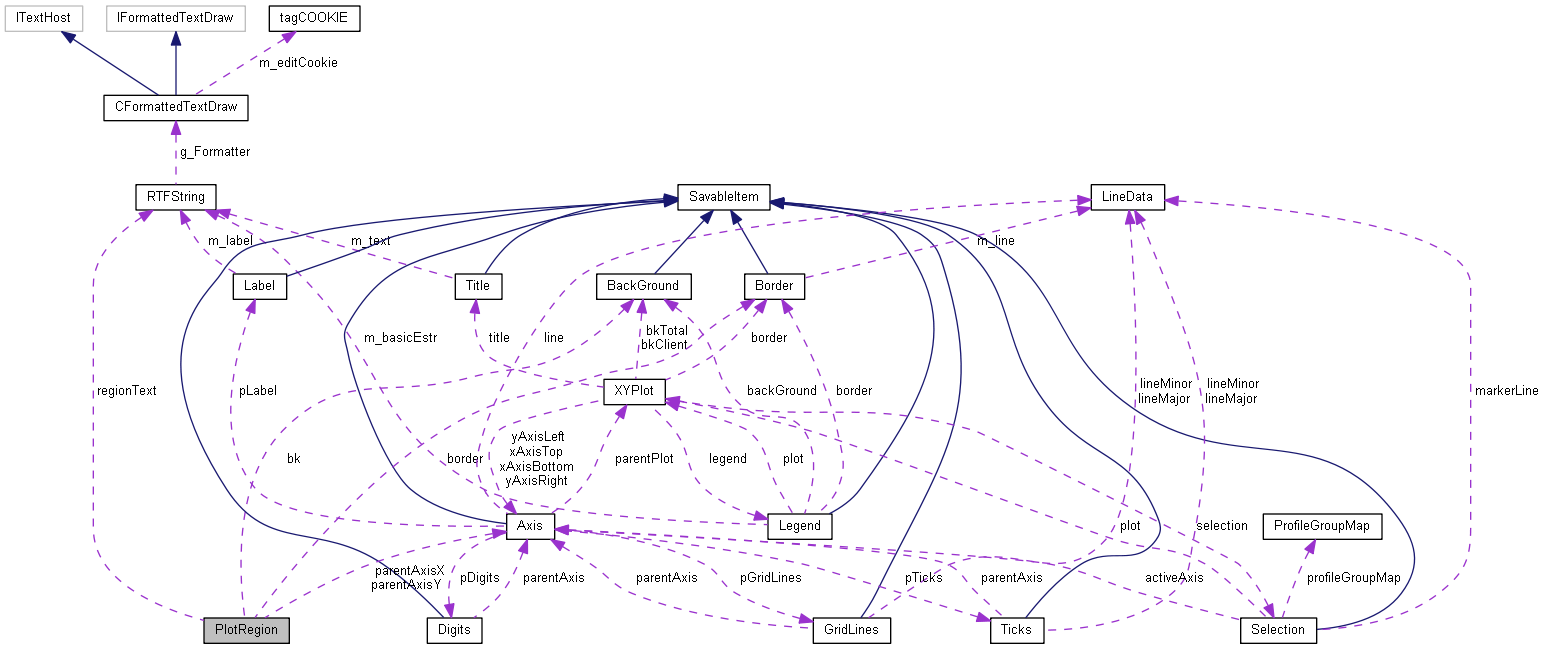 ITextHost
IFormattedTextDraw
tagCOOKIE
m_editCookie
CFormattedTextDraw
g_Formatter
RTFString
SavableItem
LineData
m_label
m_text
m_line
Label
Title
BackGround
Border
m_basicEstr
title
line
bkTotal
bkClient
border
regionText
pLabel
XYPlot
backGround
border
lineMinor
lineMajor
lineMinor
lineMajor
markerLine
bk
border
yAxisLeft
xAxisTop
xAxisBottom
yAxisRight
parentPlot
legend
plot
Axis
Legend
plot
selection
ProfileGroupMap
parentAxisX
parentAxisY
pDigits
parentAxis
parentAxis
pGridLines
pTicks
parentAxis
activeAxis
profileGroupMap
PlotRegion
Digits
GridLines
Ticks
Selection